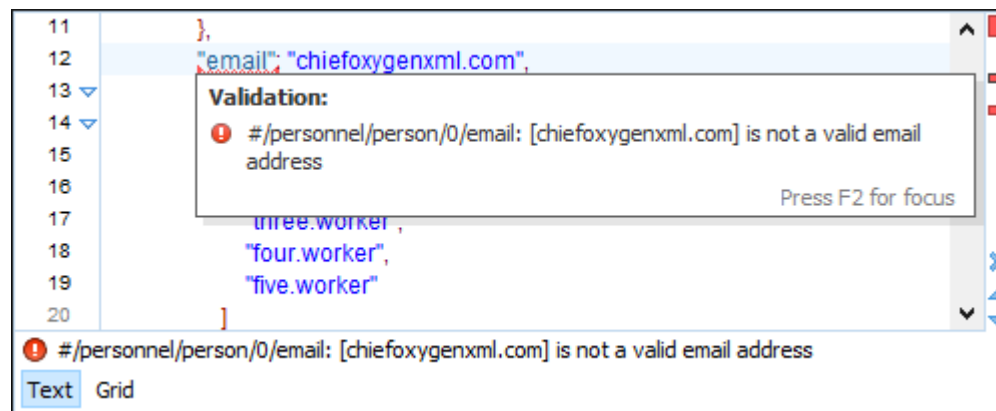 11 },
12 "email": "chiefoxygenxml.com",
13
Validation:
14
#/personnel/person/0/email: [chiefoxygenxml.com] is not a valid email
15
address
16
Press F2 for focus
17 "three.worker",
18 "four.worker",
19 "five.worker"
20 ]
#/personnel/person/0/email: [chiefoxygenxml.com] is not a valid email address
Text Grid